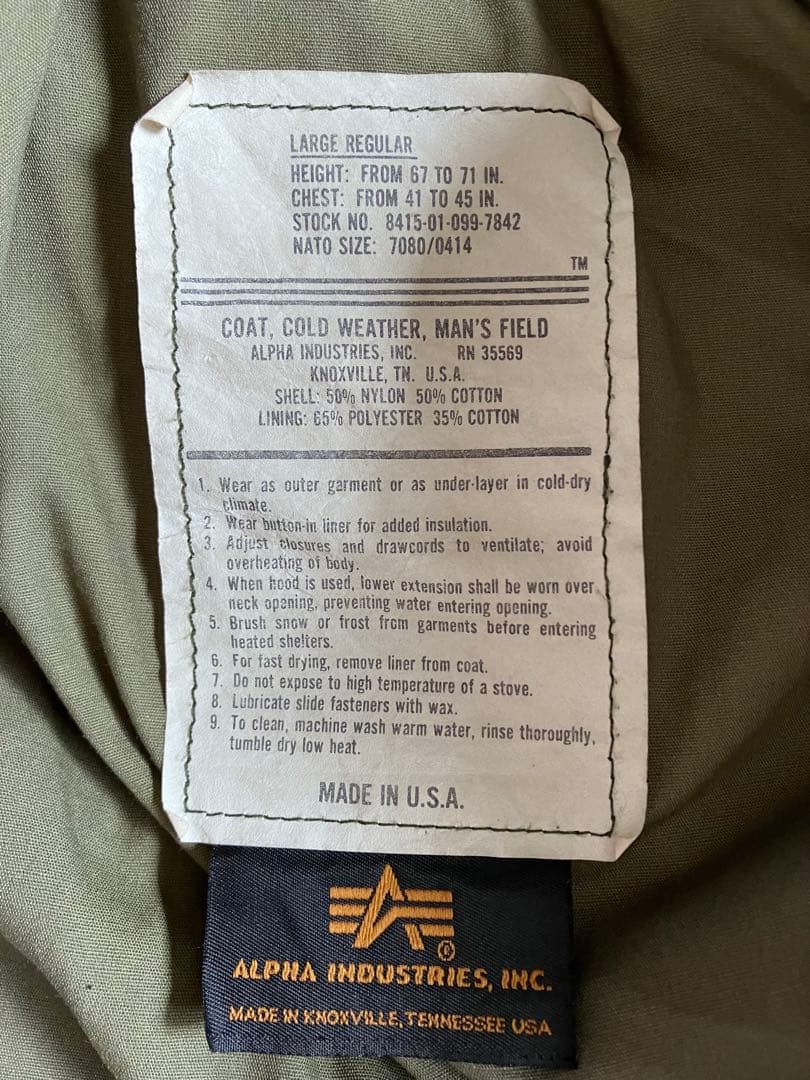 LARGE REGULAR
HEIGHT: FROM 67 TO 71 IN.
CHEST: FROM 41 TO 45 IN.
STOCK NO. 8415-01-099-7842
NATO SIZE: 7080/0414
TM
COAT, COLD WEATHER, MAN'S FIELD
ALPHA INDUSTRIES, INC. RN 35569
KNOXVILLE, TN. U.S.A.
SHELL: 50% NYLON 50% COTTON
LINING: 65% POLYESTER 35% COTTON
1. Wear as outer garment or as under-layer in cold-dry
climate.
2. Wear button-in liner for added insulation.
3. Adjust closures and drawcords to ventilate; avoid
overheating of body.
4. When hood is used, lower extension shall be worn over
neck opening, preventing water entering opening.
5. Brush snow or frost from garments before entering
heated shelters.
6. For fast drying, remove liner from coat.
7. Do not expose to high temperature of a stove.
8. Lubricate slide fasteners with wax.
9. To clean, machine wash warm water, rinse thoroughly,
tumble dry low heat.
MADE IN U.S.A.
®
ALPHA INDUSTRIES, INC.
MADE IN KNOXVILLE, TENNESSEE USA